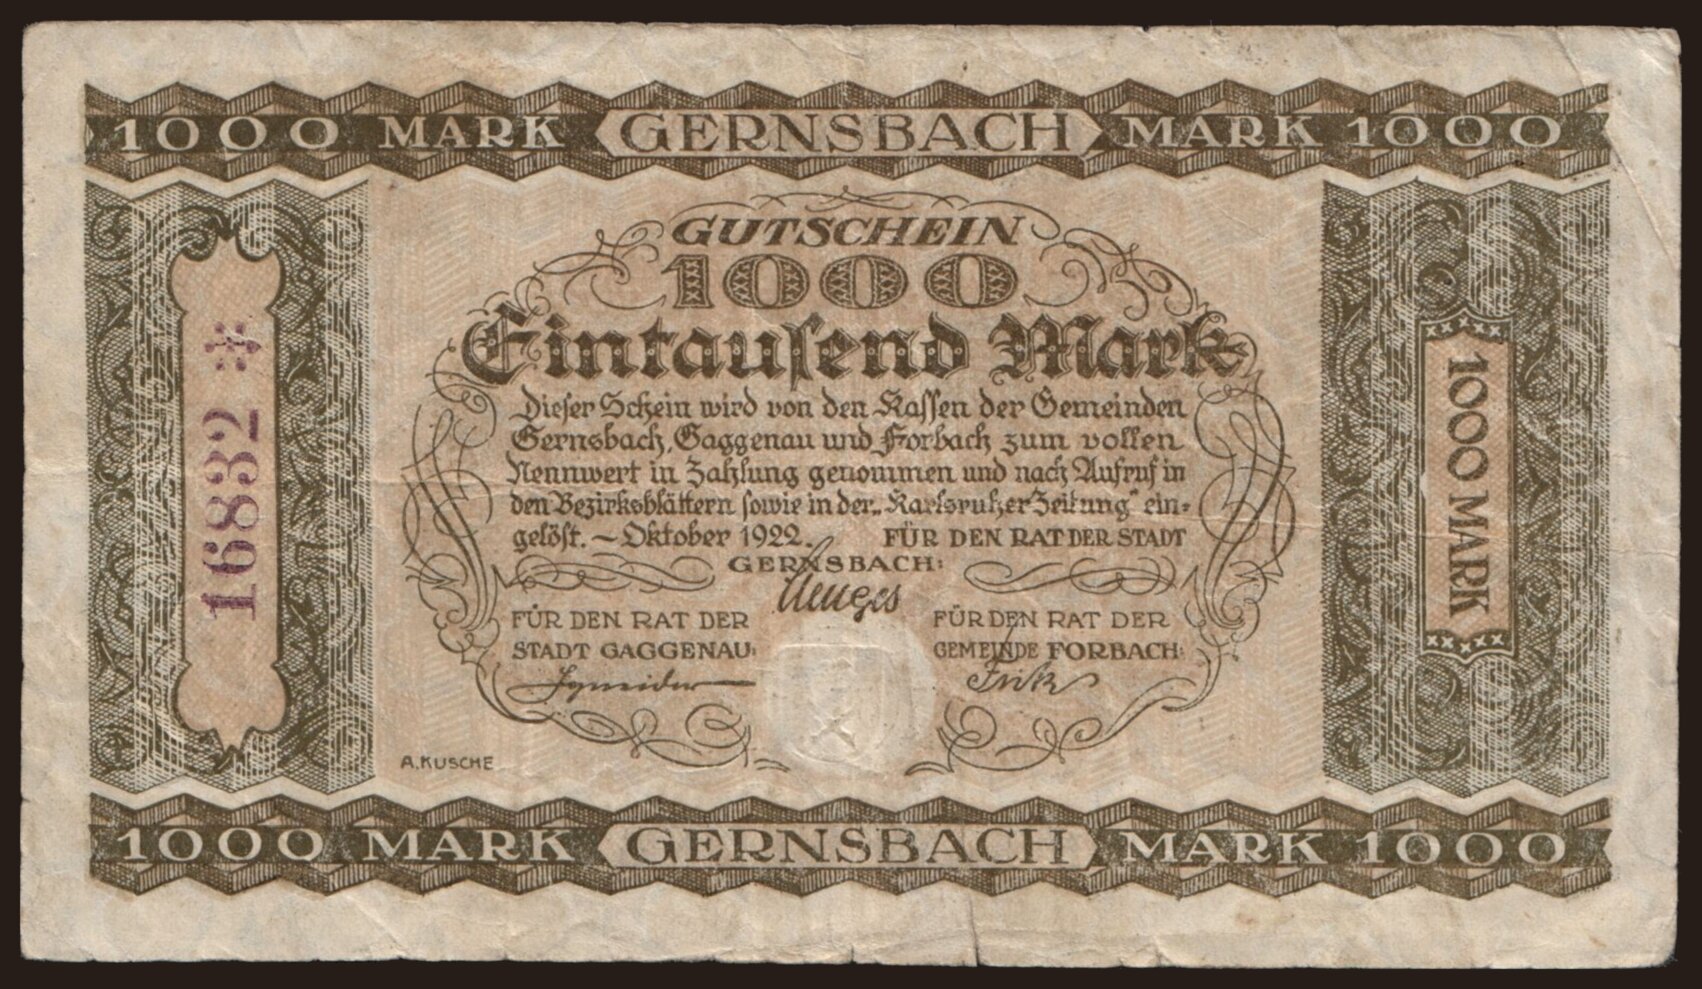 1000 MARK GERNSBACH MARK 1000
GUTSCHEIN
1000
Eintausend Mark
Dieser Schein wird von den Kassen der Gemeinden
Gernsbach, Gaggenau und Forbach zum vollen
Nennwert in Zahlung genommen und nach Aufruf in
den Bezirksblättern sowie in der „Karlsruher Zeitung" ein=
gelöst. ~ Oktober 1922. FÜR DEN RAT DER STADT
GERNSBACH:
Menges
FÜR DEN RAT DER
STADT GAGGENAU:
Schneider
FÜR DEN RAT DER
GEMEINDE FORBACH:
Fritz
A.KUSCHE
16832 *
1000 MARK
1000 MARK GERNSBACH MARK 1000